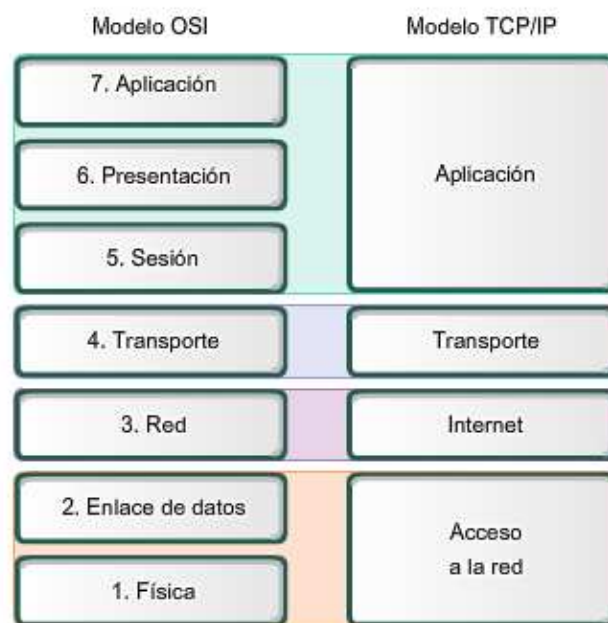 Modelo OSI
Modelo TCP/IP
7. Aplicación
6. Presentación
5. Sesión
Aplicación
4. Transporte
Transporte
3. Red
Internet
2. Enlace de datos
1. Física
Acceso
a la red